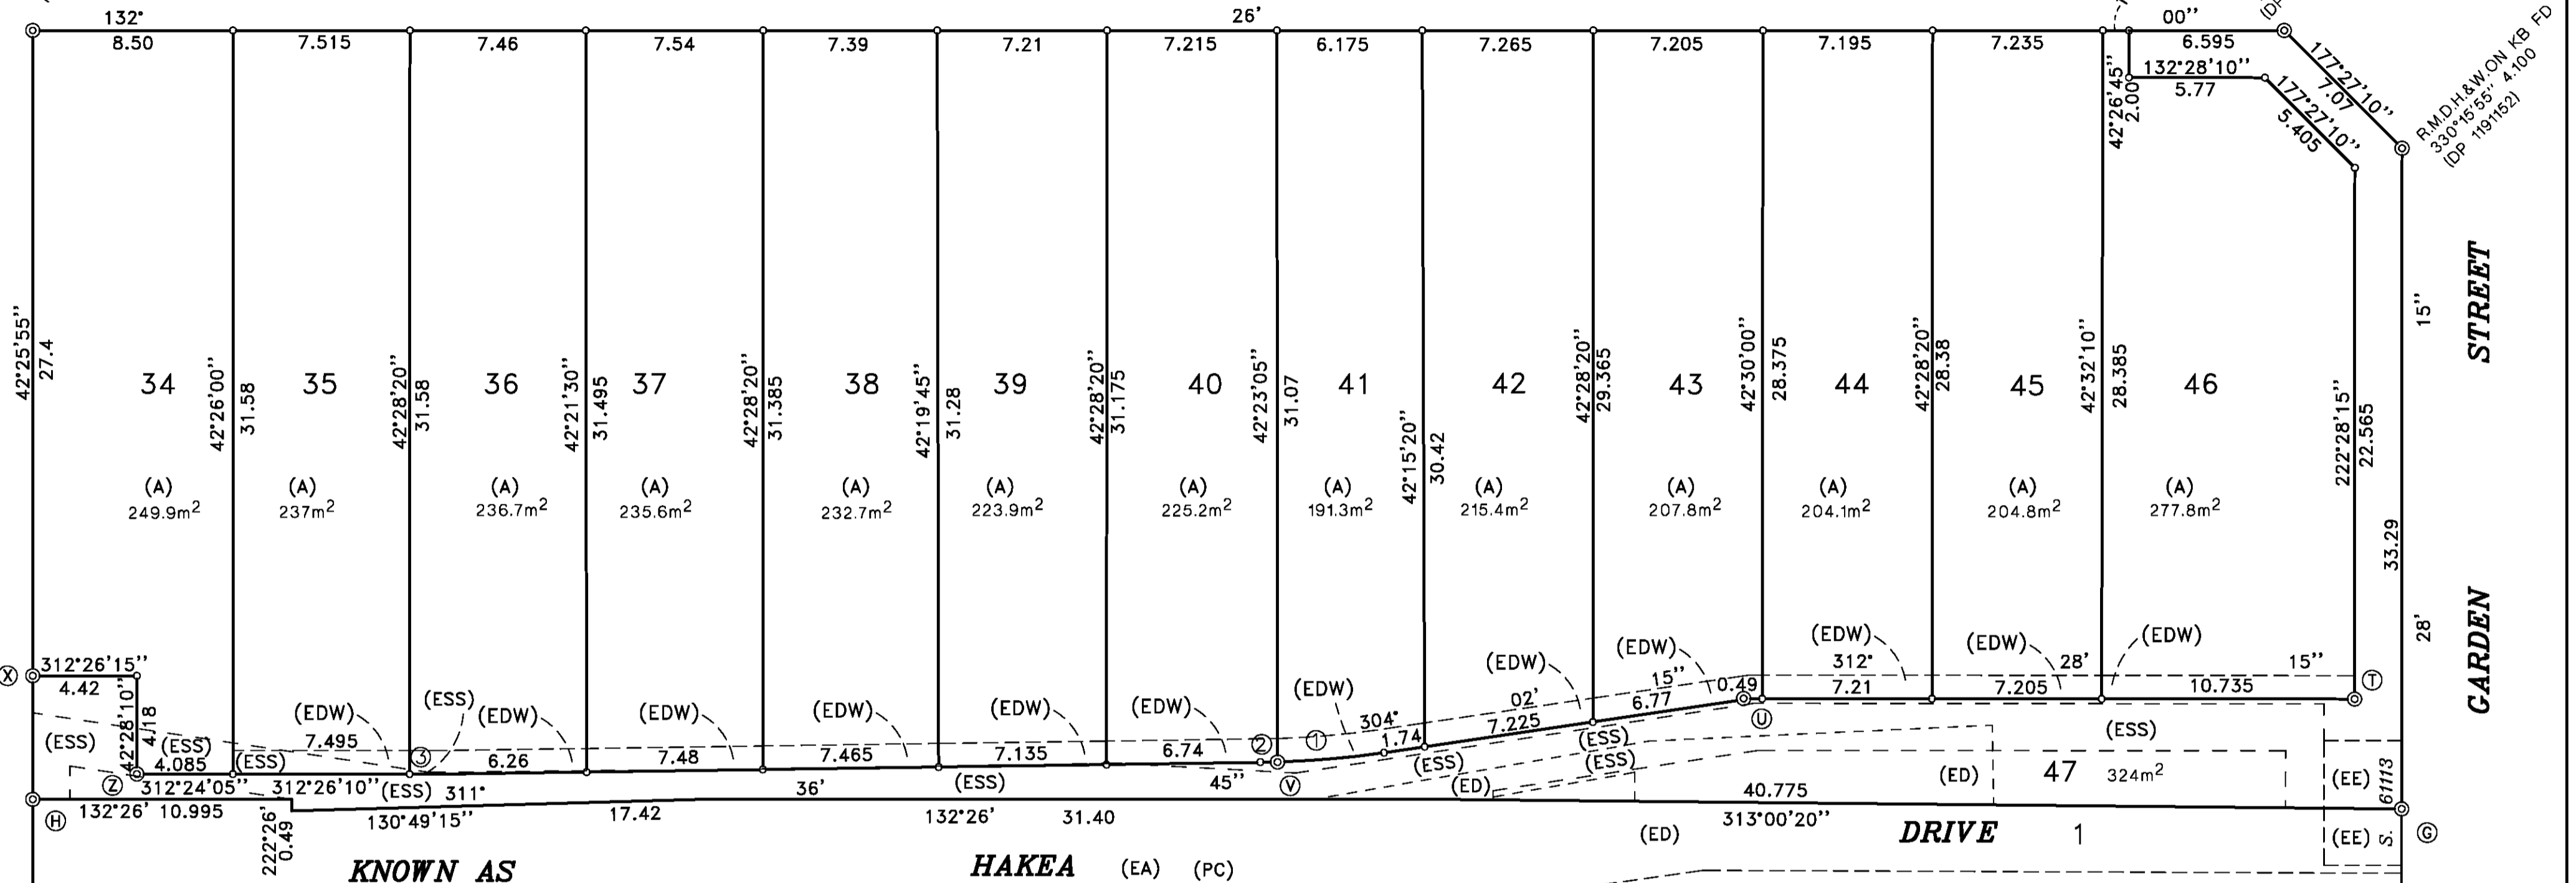 132° 26' 00''
8.50 7.515 7.46 7.54 7.39 7.21 7.215 6.175 7.265 7.205 7.195 7.235 6.595
(DP
177°27'10''
7.07
R.M.D.H.&W.ON KB FD
330°15'55'' 4.100
(DP 1191152)
42°26'45''
2.00
132°28'10''
5.77
177°27'10''
5.405
STREET
15''
42°25'55''
27.4
42°26'00''
31.58
42°28'20''
31.58
42°21'30''
31.495
42°28'20''
31.385
42°19'45''
31.28
42°28'20''
31.175
42°23'05''
31.07
42°15'20''
30.42
42°28'20''
29.365
42°30'00''
28.375
42°28'20''
28.38
42°32'10''
28.385
222°28'15''
22.565
33.29
28'
GARDEN
34 35 36 37 38 39 40 41 42 43 44 45 46
(A) (A) (A) (A) (A) (A) (A) (A) (A) (A) (A) (A) (A)
249.9m² 237m² 236.7m² 235.6m² 232.7m² 223.9m² 225.2m² 191.3m² 215.4m² 207.8m² 204.1m² 204.8m² 277.8m²
(EDW) (EDW) (EDW) (EDW)
(EDW) 312° 28' 15''
X 312°26'15''
4.42
42°28'10''
4.18
(EDW) (ESS) (EDW) (EDW) (EDW) (EDW) (EDW) (EDW)
304° 02' 15''
1.74 7.225 6.77 0.49 7.21 7.205 10.735 T
U
(ESS) (ESS) 7.495 (ESS) 3 6.26 7.48 7.465 7.135 6.74 2 1
4.085
(ESS) (ESS) (ESS) (ESS)
Z 312°24'05'' 312°26'10'' (ESS) 311° 36' (ESS) 45'' V (ED)
(ED) 47 324m² (EE) 61113
H 132°26' 10.995
222°26'
0.49
130°49'15'' 17.42 132°26' 31.40 40.775
313°00'20''
(ED) DRIVE 1 (EE) S. G
KNOWN AS HAKEA (EA) (PC)